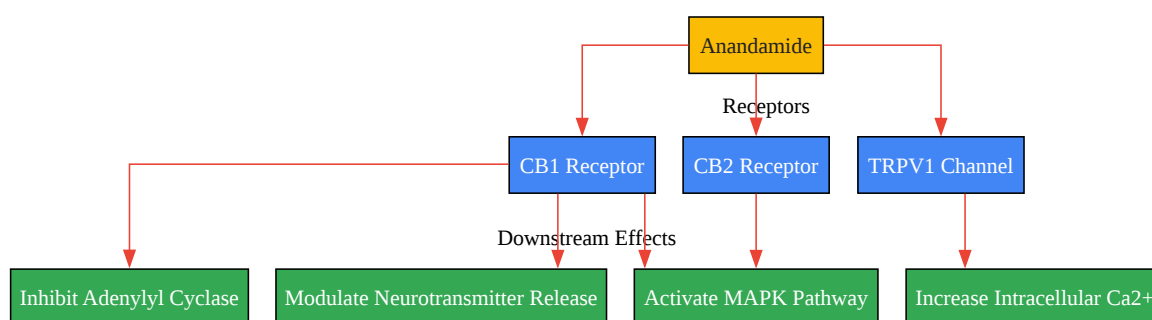 Anandamide
Receptors
CB1 Receptor
CB2 Receptor
TRPV1 Channel
Downstream Effects
Inhibit Adenylyl Cyclase
Modulate Neurotransmitter Release
Activate MAPK Pathway
Increase Intracellular Ca2+